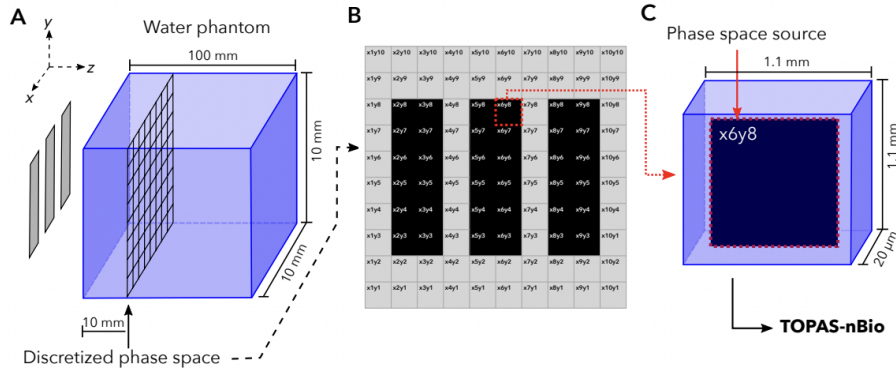 A
y
z
x
Water phantom
100 mm
10 mm
10 mm
10 mm
Discretized phase space
B
x1y10 x2y10 x3y10 x4y10 x5y10 x6y10 x7y10 x8y10 x9y10 x10y10
x1y9 x2y9 x3y9 x4y9 x5y9 x6y9 x7y9 x8y9 x9y9 x10y9
x1y8 x2y8 x3y8 x4y8 x5y8 x6y8 x7y8 x8y8 x9y8 x10y8
x1y7 x2y7 x3y7 x4y7 x5y7 x6y7 x7y7 x8y7 x9y7 x10y7
x1y6 x2y6 x3y6 x4y6 x5y6 x6y6 x7y6 x8y6 x9y6 x10y6
x1y5 x2y5 x3y5 x4y5 x5y5 x6y5 x7y5 x8y5 x9y5 x10y5
x1y4 x2y4 x3y4 x4y4 x5y4 x6y4 x7y4 x8y4 x9y4 x10y4
x1y3 x2y3 x3y3 x4y3 x5y3 x6y3 x7y3 x8y3 x9y3 x10y1
x1y2 x2y2 x3y2 x4y2 x5y2 x6y2 x7y2 x8y2 x9y2 x10y2
x1y1 x2y1 x3y1 x4y1 x5y1 x6y1 x7y1 x8y1 x9y1 x10y1
C
Phase space source
1.1 mm
x6y8
1.1 mm
20 μm
TOPAS-nBio